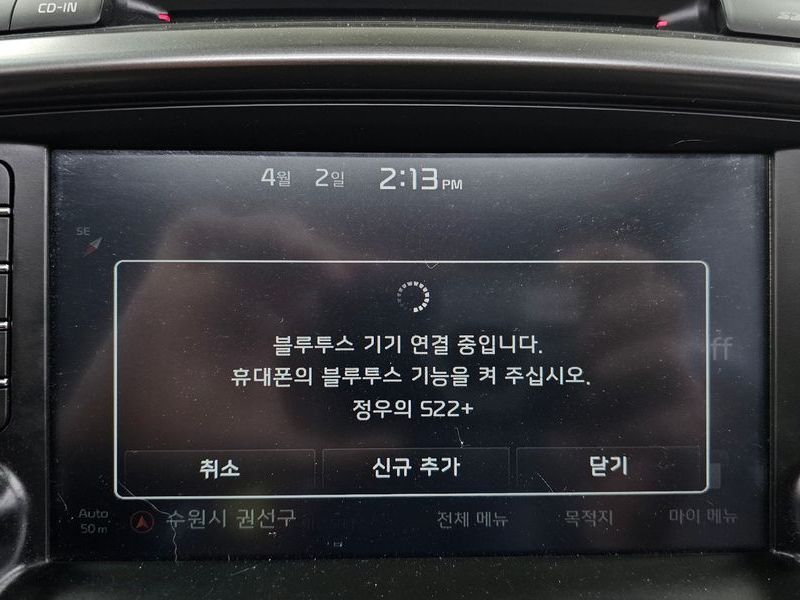 CD-IN
4월 2일 2:13 PM
SE
블루투스 기기 연결 중입니다.
휴대폰의 블루투스 기능을 켜 주십시오.
정우의 S22+
취소 신규 추가 닫기
Auto
50 m
수원시 권선구 전체 메뉴 목적지 마이 메뉴